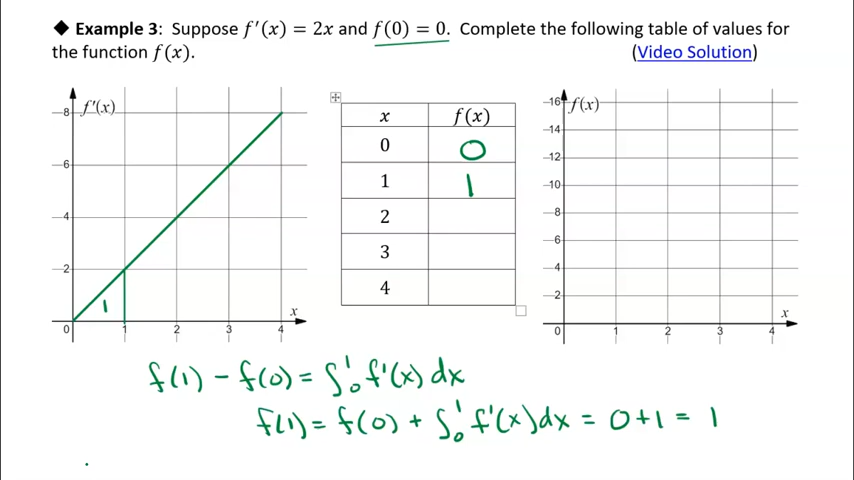 ◆ Example 3: Suppose f'(x) = 2x and f(0) = 0. Complete the following table of values for
the function f(x). (Video Solution)
f'(x)
8
6
4
2
0 1 2 3 4
x
1
x f(x)
0 0
1 1
2
3
4
16 f(x)
14
12
10
8
6
4
2
0 1 2 3 4
x
f(1) − f(0) = ∫₀¹ f'(x) dx
f(1) = f(0) + ∫₀¹ f'(x) dx = 0 + 1 = 1